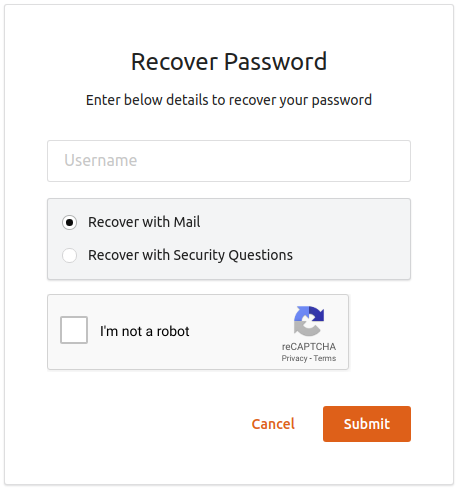 Recover Password
Enter below details to recover your password
Username
Recover with Mail
Recover with Security Questions
I'm not a robot
reCAPTCHA
Privacy - Terms
Cancel
Submit